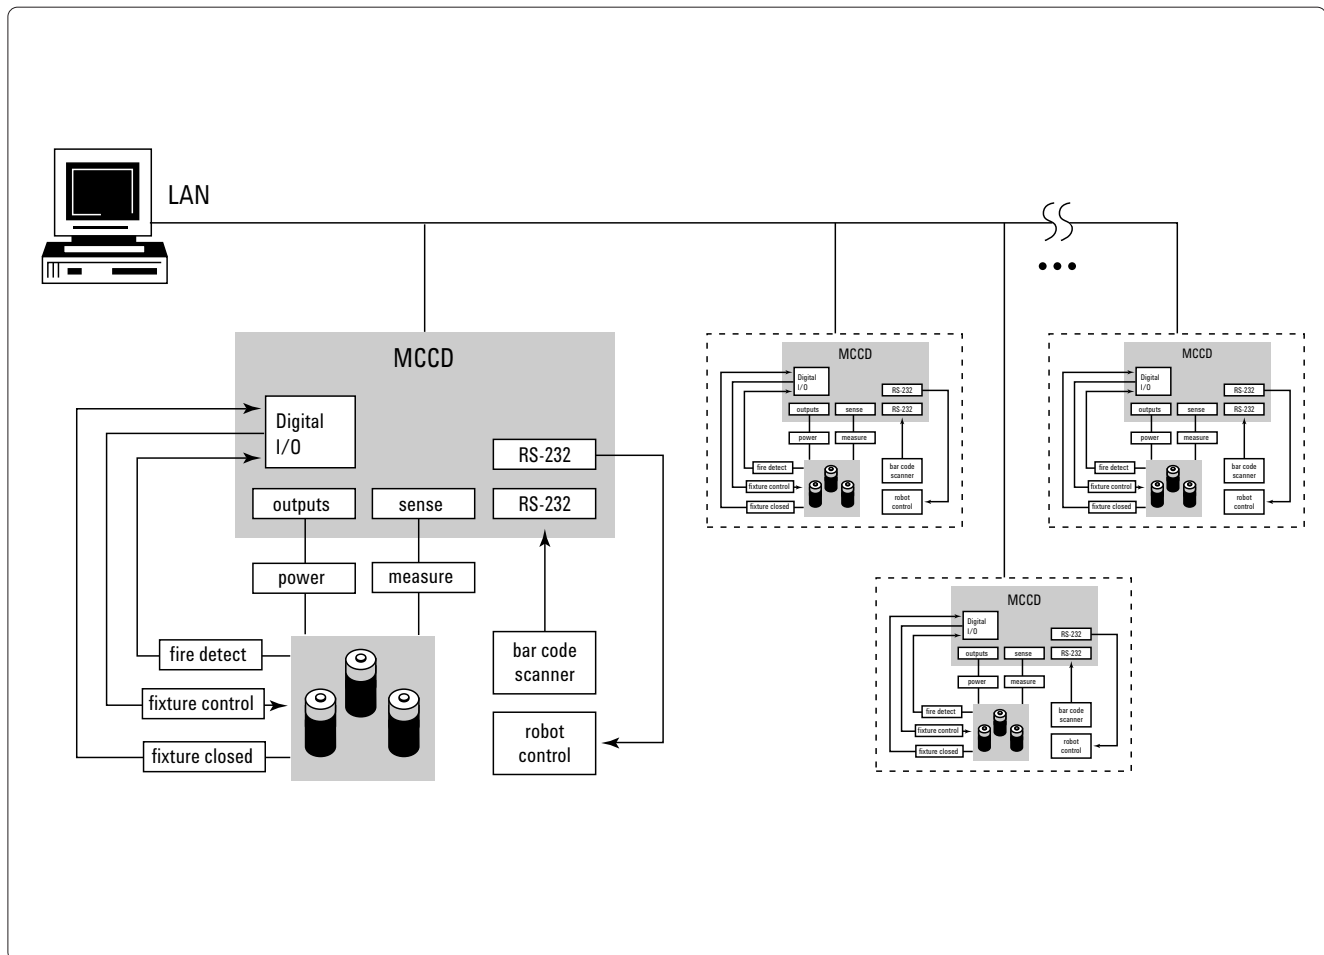 LAN
MCCD
Digital
I/O
RS-232
outputs
sense
RS-232
power
measure
fire detect
fixture control
fixture closed
bar code
scanner
robot
control
MCCD
Digital
I/O
RS-232
outputs
sense
RS-232
power
measure
fire detect
fixture control
fixture closed
bar code
scanner
robot
control
MCCD
Digital
I/O
RS-232
outputs
sense
RS-232
power
measure
fire detect
fixture control
fixture closed
bar code
scanner
robot
control
MCCD
Digital
I/O
RS-232
outputs
sense
RS-232
power
measure
fire detect
fixture control
fixture closed
bar code
scanner
robot
control